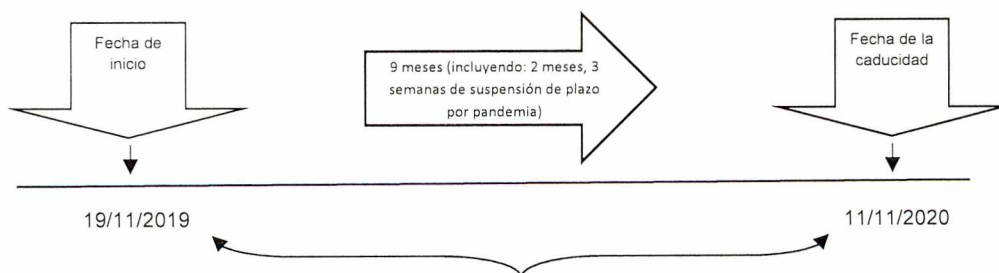 Fecha de
inicio
9 meses (incluyendo: 2 meses, 3
semanas de suspensión de plazo
por pandemia)
Fecha de la
caducidad
19/11/2019
11/11/2020